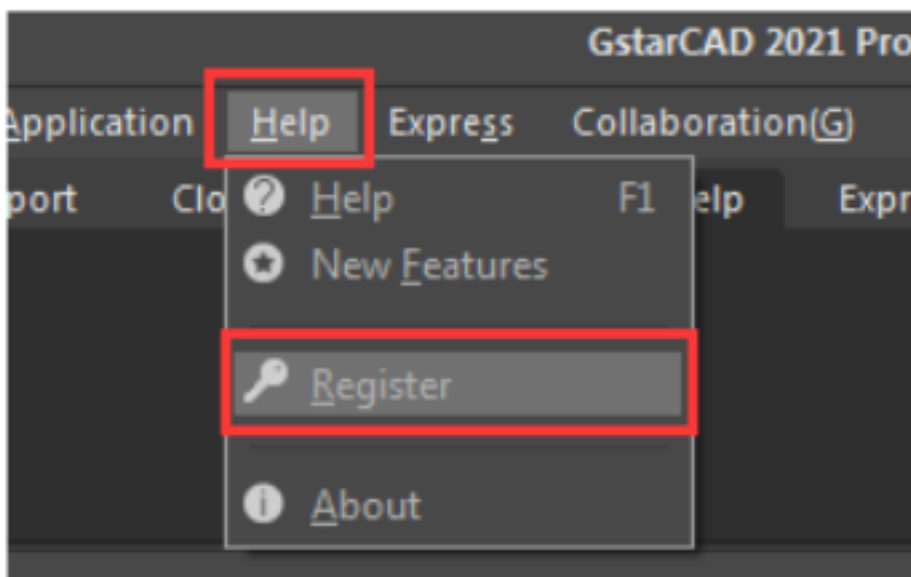 GstarCAD 2021 Pro
Application Help Express Collaboration(G)
port Clo elp Expr
Help F1
New Features
Register
About